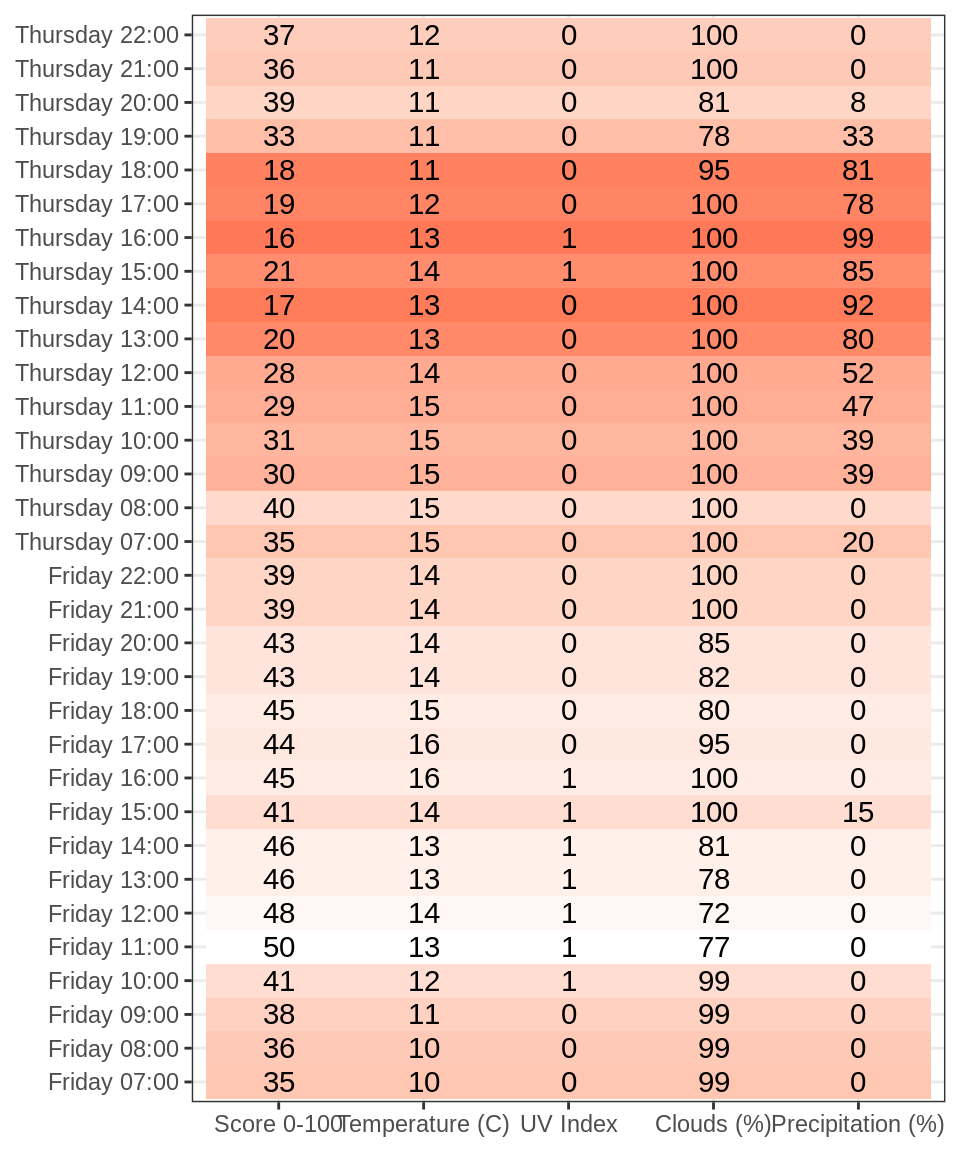 Thursday 22:00 37 12 0 100 0
Thursday 21:00 36 11 0 100 0
Thursday 20:00 39 11 0 81 8
Thursday 19:00 33 11 0 78 33
Thursday 18:00 18 11 0 95 81
Thursday 17:00 19 12 0 100 78
Thursday 16:00 16 13 1 100 99
Thursday 15:00 21 14 1 100 85
Thursday 14:00 17 13 0 100 92
Thursday 13:00 20 13 0 100 80
Thursday 12:00 28 14 0 100 52
Thursday 11:00 29 15 0 100 47
Thursday 10:00 31 15 0 100 39
Thursday 09:00 30 15 0 100 39
Thursday 08:00 40 15 0 100 0
Thursday 07:00 35 15 0 100 20
Friday 22:00 39 14 0 100 0
Friday 21:00 39 14 0 100 0
Friday 20:00 43 14 0 85 0
Friday 19:00 43 14 0 82 0
Friday 18:00 45 15 0 80 0
Friday 17:00 44 16 0 95 0
Friday 16:00 45 16 1 100 0
Friday 15:00 41 14 1 100 15
Friday 14:00 46 13 1 81 0
Friday 13:00 46 13 1 78 0
Friday 12:00 48 14 1 72 0
Friday 11:00 50 13 1 77 0
Friday 10:00 41 12 1 99 0
Friday 09:00 38 11 0 99 0
Friday 08:00 36 10 0 99 0
Friday 07:00 35 10 0 99 0
Score 0-100 Temperature (C) UV Index Clouds (%) Precipitation (%)